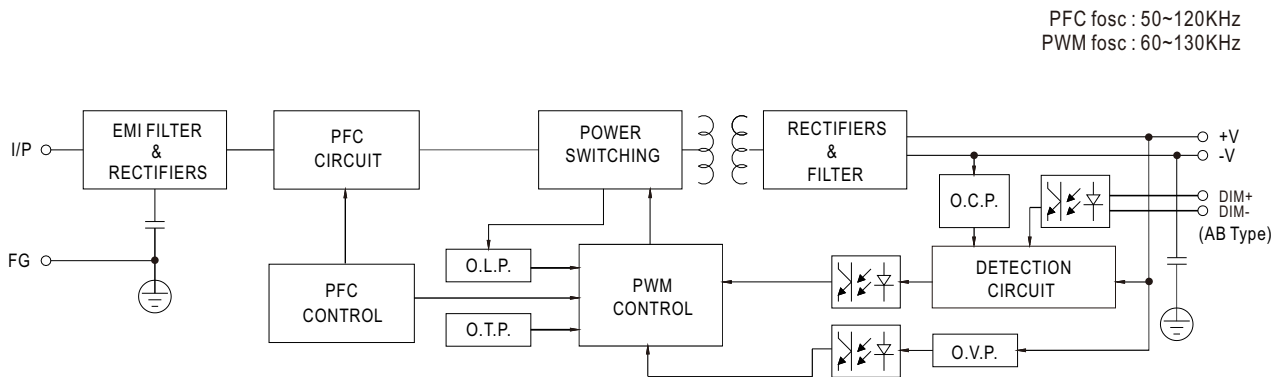 PFC fosc : 50~120KHz
PWM fosc : 60~130KHz
I/P
EMI FILTER
&
RECTIFIERS
PFC
CIRCUIT
POWER
SWITCHING
RECTIFIERS
&
FILTER
+V
-V
O.C.P.
DIM+
DIM-
(AB Type)
FG
O.L.P.
PFC
CONTROL
O.T.P.
PWM
CONTROL
DETECTION
CIRCUIT
O.V.P.